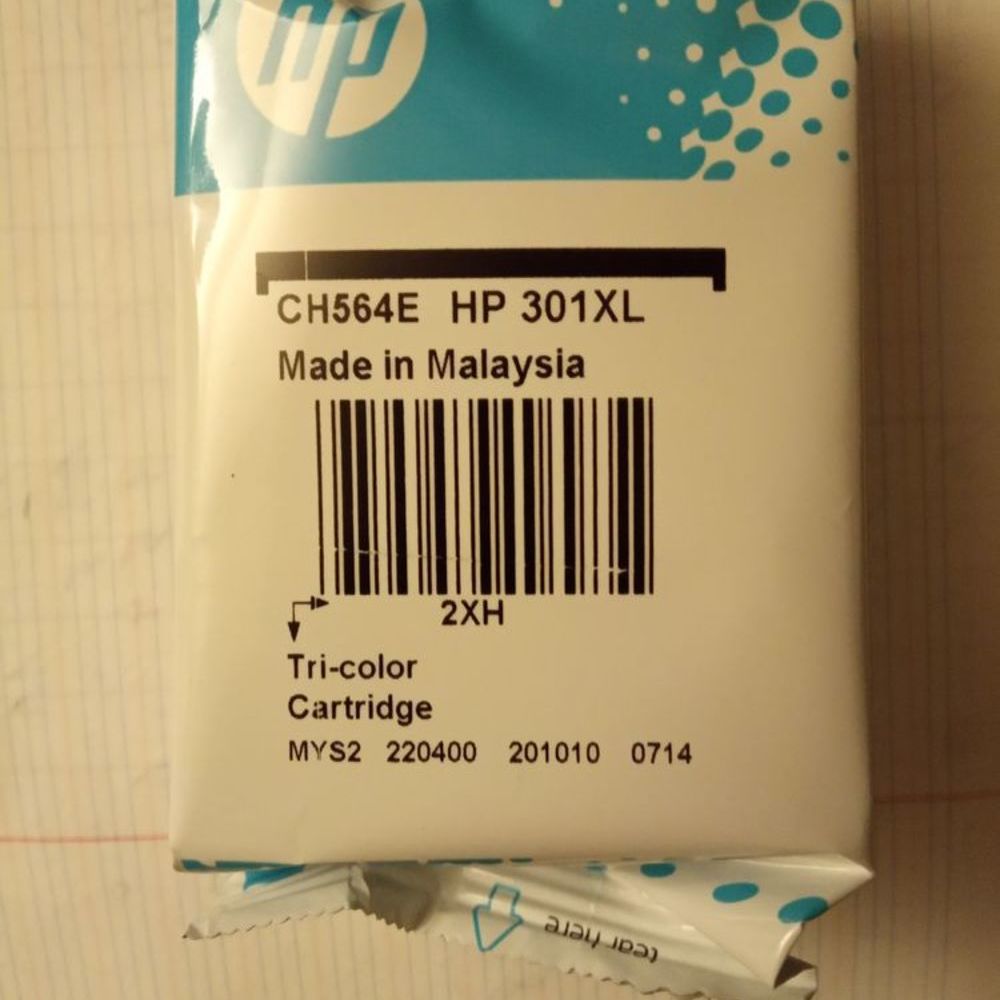 hp
CH564E HP 301XL
Made in Malaysia
2XH
Tri-color
Cartridge
MYS2 220400 201010 0714
tear here